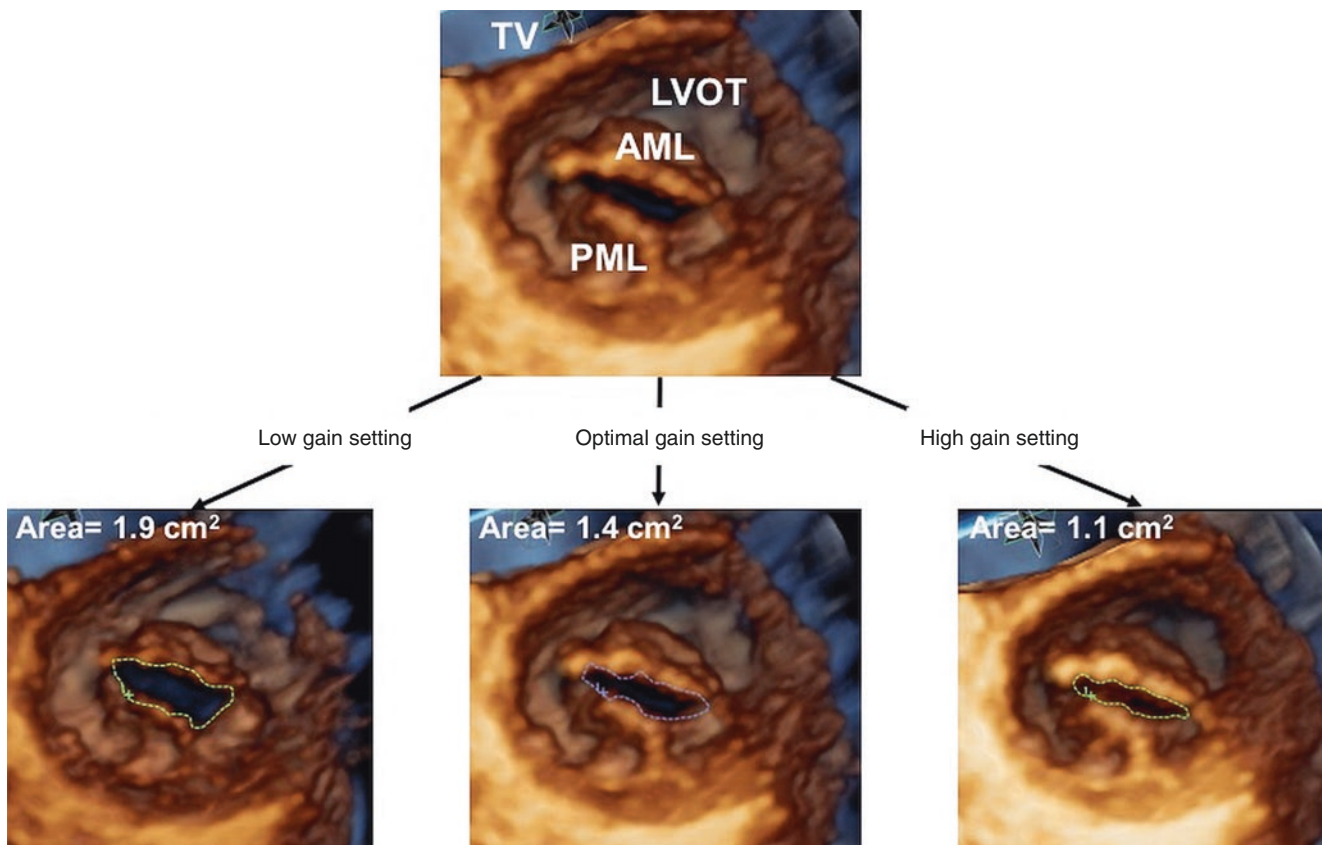 TV
LVOT
AML
PML
Low gain setting
Optimal gain setting
High gain setting
Area= 1.9 cm²
Area= 1.4 cm²
Area= 1.1 cm²